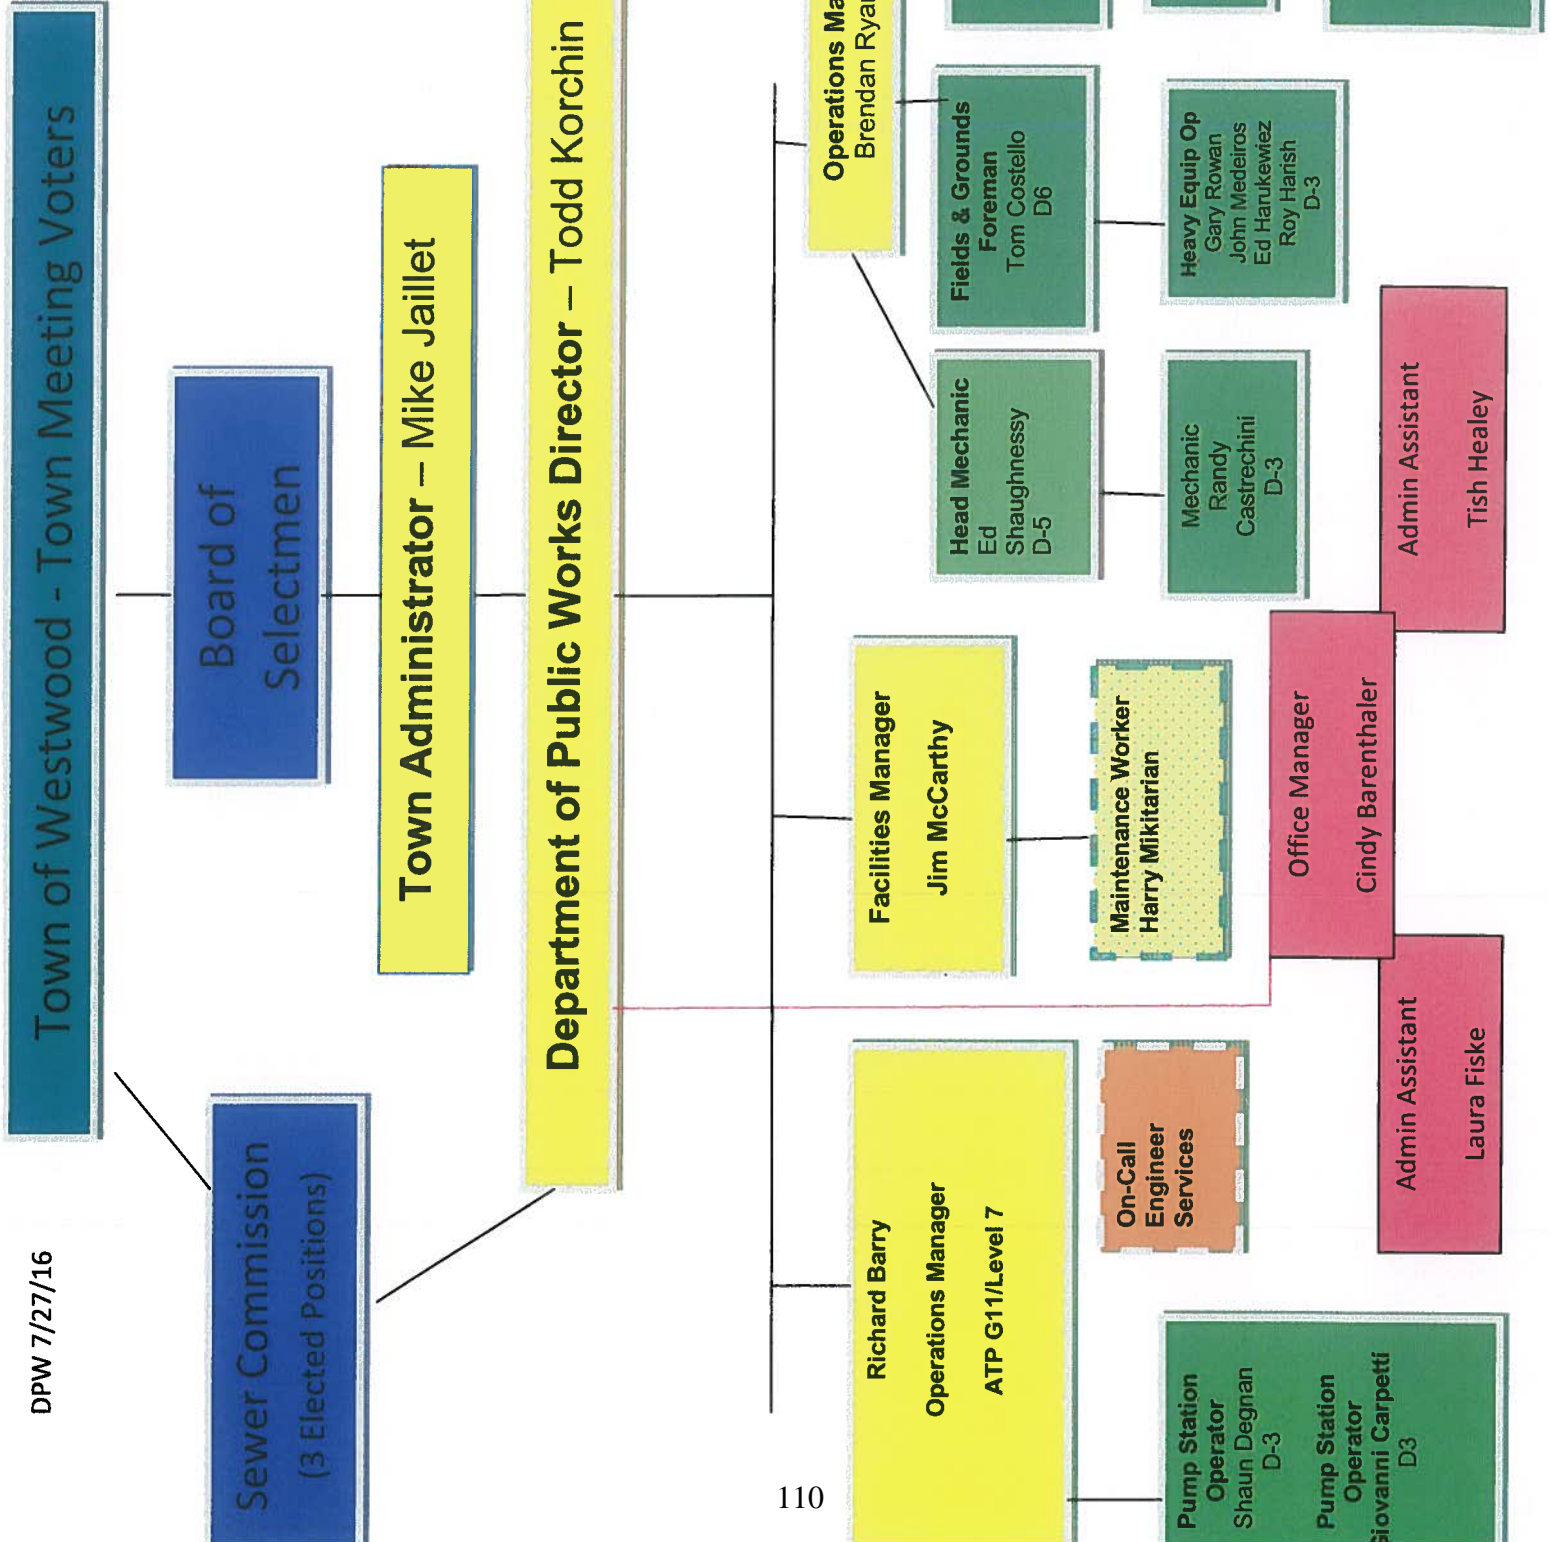 DPW 7/27/16
Town of Westwood - Town Meeting Voters
Sewer Commission
(3 Elected Positions)
Board of
Selectmen
Town Administrator – Mike Jaillet
Department of Public Works Director – Todd Korchin
Richard Barry
Operations Manager
ATP G11/Level 7
Facilities Manager
Jim McCarthy
Operations Ma
Brendan Rya
On-Call
Engineer
Services
Maintenance Worker
Harry Mikitarian
Head Mechanic
Ed
Shaughnessy
D-5
Fields & Grounds
Foreman
Tom Costello
D6
Pump Station
Operator
Shaun Degnan
D-3
Pump Station
Operator
Giovanni Carpetti
D3
Mechanic
Randy
Castrechini
D-3
Heavy Equip Op
Gary Rowan
John Medeiros
Ed Harukewiez
Roy Harish
D-3
Office Manager
Cindy Barenthaler
Admin Assistant
Laura Fiske
Admin Assistant
Tish Healey
110